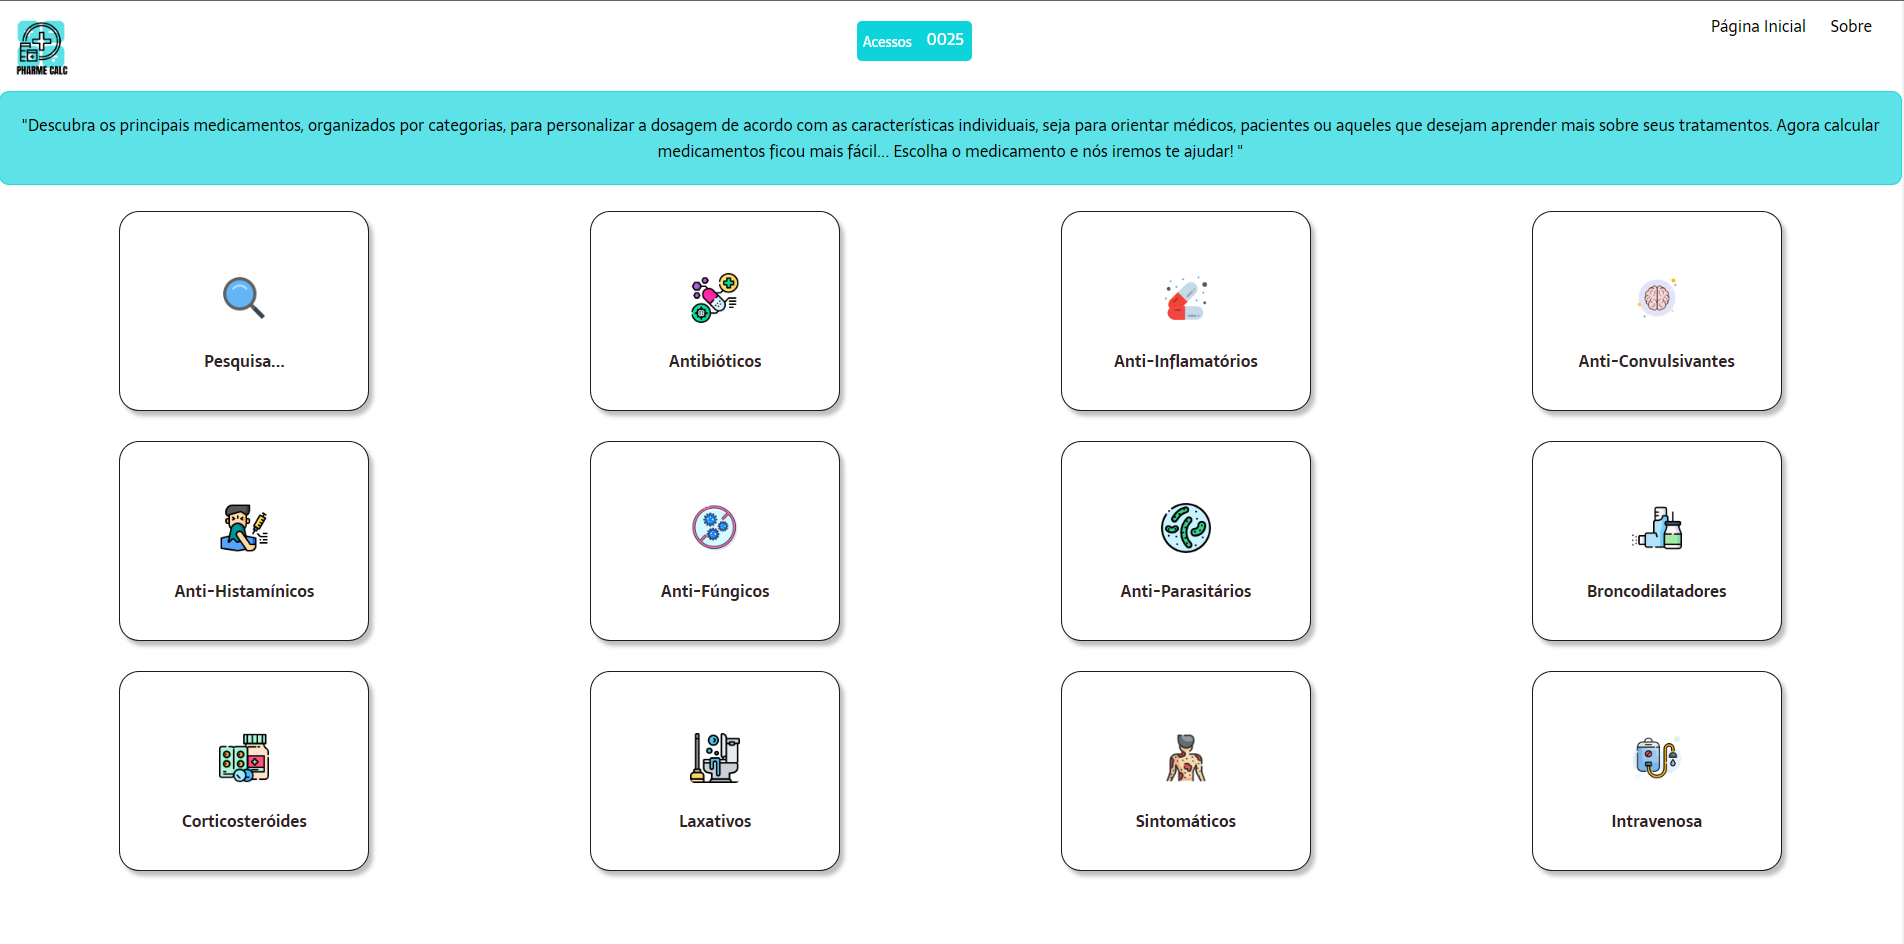 PHARME CALC
Acessos 0025
Página Inicial Sobre
"Descubra os principais medicamentos, organizados por categorias, para personalizar a dosagem de acordo com as características individuais, seja para orientar médicos, pacientes ou aqueles que desejam aprender mais sobre seus tratamentos. Agora calcular
medicamentos ficou mais fácil... Escolha o medicamento e nós iremos te ajudar! "
Pesquisa...
Antibióticos
Anti-Inflamatórios
Anti-Convulsivantes
Anti-Histamínicos
Anti-Fúngicos
Anti-Parasitários
Broncodilatadores
Corticosteróides
Laxativos
Sintomáticos
Intravenosa